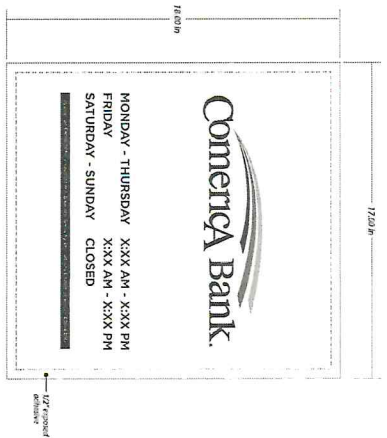 18.00 in
17.50 in
ComericA Bank.
MONDAY - THURSDAY X:XX AM - X:XX PM
FRIDAY X:XX AM - X:XX PM
SATURDAY - SUNDAY CLOSED
1/2" exposed
adhesive